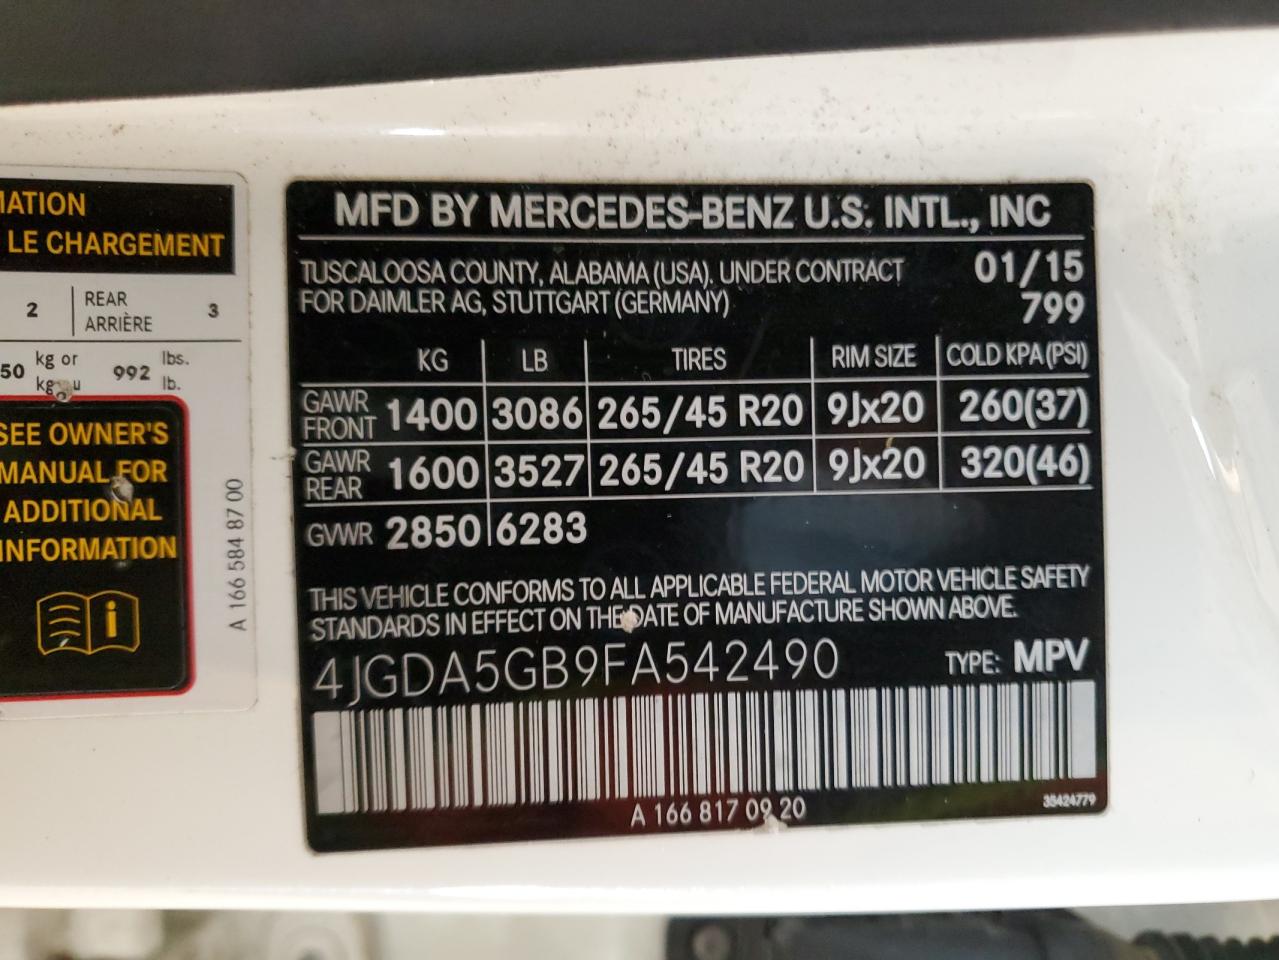 MATION
LE CHARGEMENT
2 REAR 3
ARRIÈRE
50 kg or 992 lbs.
lb.
SEE OWNER'S
MANUAL FOR
ADDITIONAL
INFORMATION
A 166 584 87 00
MFD BY MERCEDES-BENZ U.S. INTL., INC
TUSCALOOSA COUNTY, ALABAMA (USA). UNDER CONTRACT 01/15
FOR DAIMLER AG, STUTTGART (GERMANY) 799
KG LB TIRES RIM SIZE COLD KPA(PSI)
GAWR FRONT 1400 3086 265/45 R20 9Jx20 260(37)
GAWR REAR 1600 3527 265/45 R20 9Jx20 320(46)
GVWR 2850 6283
THIS VEHICLE CONFORMS TO ALL APPLICABLE FEDERAL MOTOR VEHICLE SAFETY
STANDARDS IN EFFECT ON THE DATE OF MANUFACTURE SHOWN ABOVE.
4JGDA5GB9FA542490 TYPE: MPV
A 166 817 09 20 35424779